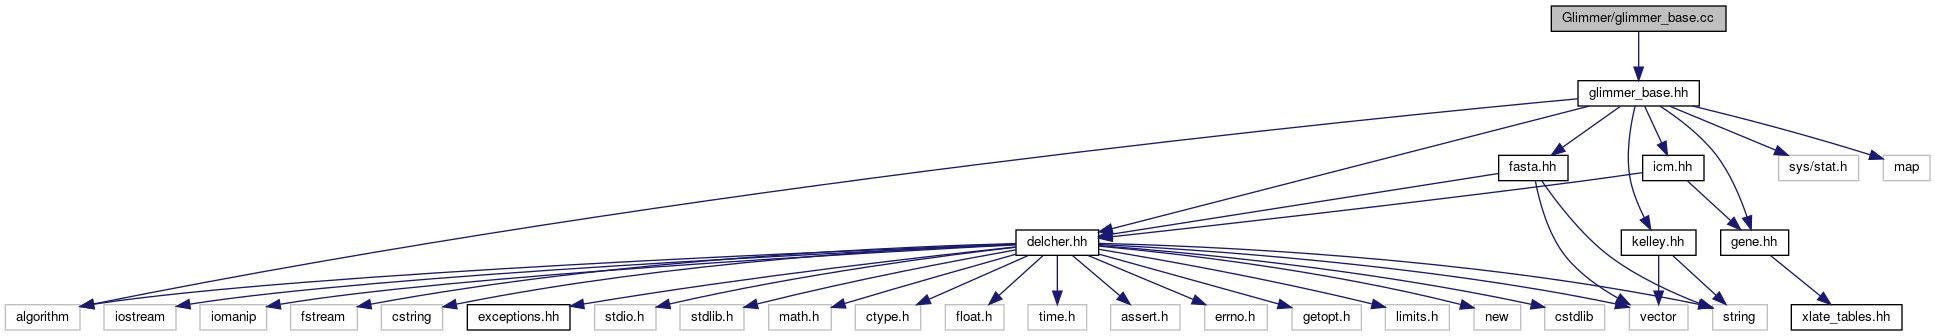 Glimmer/glimmer_base.cc
glimmer_base.hh
fasta.hh
icm.hh
sys/stat.h
map
delcher.hh
kelley.hh
gene.hh
algorithm
iostream
iomanip
fstream
cstring
exceptions.hh
stdio.h
stdlib.h
math.h
ctype.h
float.h
time.h
assert.h
errno.h
getopt.h
limits.h
new
cstdlib
vector
string
xlate_tables.hh